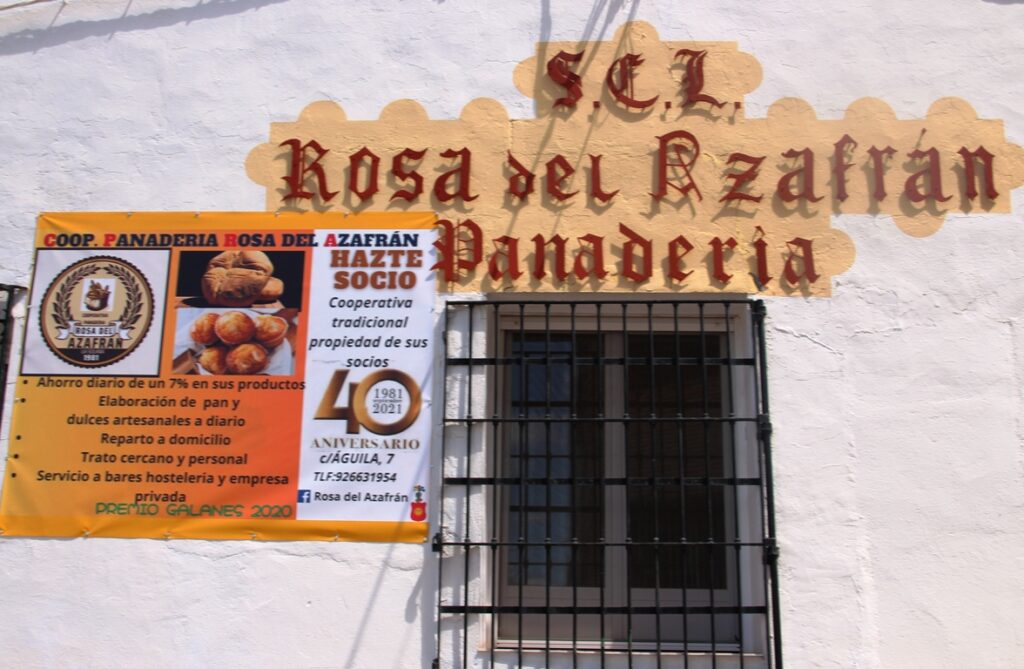 S.C.L.
Rosa del Azafrán
Panaderia
COOP. PANADERIA ROSA DEL AZAFRÁN
ROSA DEL
AZAFRÁN
1981
HAZTE
SOCIO
Cooperativa
tradicional
propiedad de sus
socios
40
1981
2021
ANIVERSARIO
c/ÁGUILA, 7
TLF:926631954
Rosa del Azafrán
• Ahorro diario de un 7% en sus productos
• Elaboración de pan y
dulces artesanales a diario
• Reparto a domicilio
• Trato cercano y personal
• Servicio a bares hosteleria y empresa
privada
PREMIO GALANES 2020